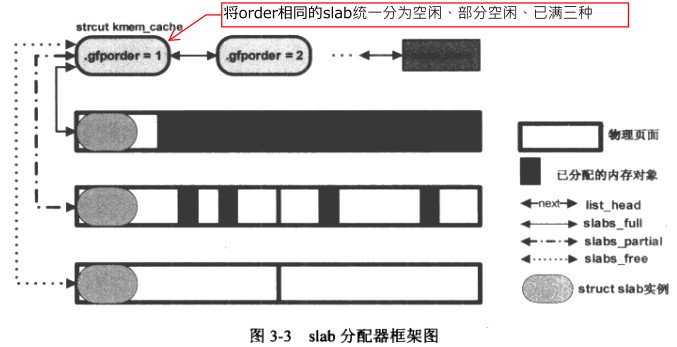 将order相同的slab统一分为空闲、部分空闲、已满三种
strcut kmem_cache
.gfporder = 1
.gfporder = 2
物理页面
已分配的内存对象
next
list_head
slabs_full
slabs_partial
slabs_free
struct slab实例
图 3-3 slab 分配器框架图